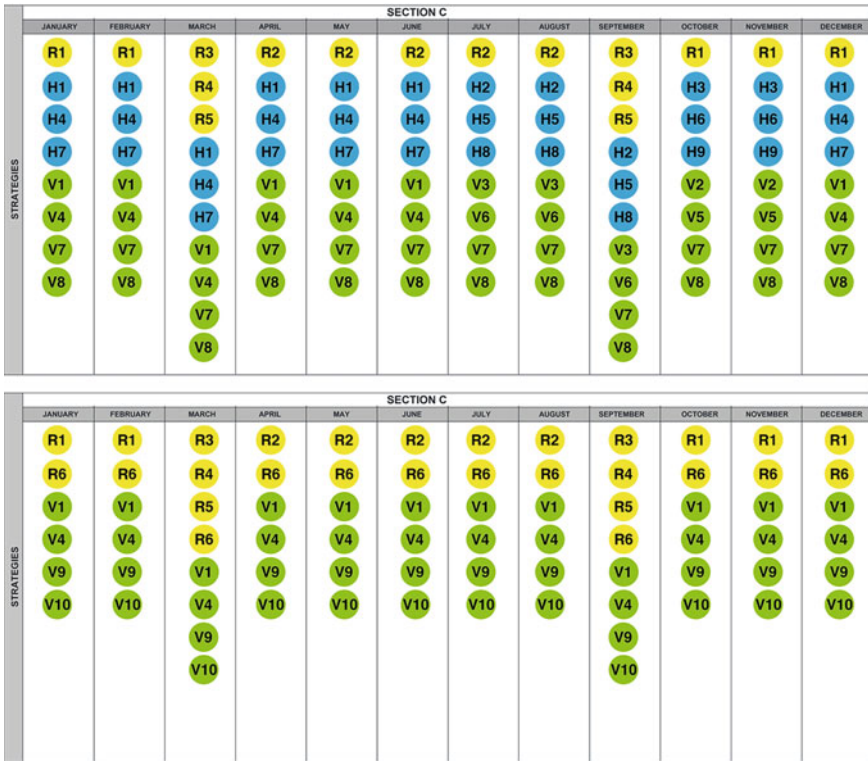 SECTION C
JANUARY FEBRUARY MARCH APRIL MAY JUNE JULY AUGUST SEPTEMBER OCTOBER NOVEMBER DECEMBER
STRATEGIES
R1 R1 R3 R2 R2 R2 R2 R2 R3 R1 R1 R1
H1 H1 R4 H1 H1 H1 H2 H2 R4 H3 H3 H1
H4 H4 R5 H4 H4 H4 H5 H5 R5 H6 H6 H4
H7 H7 H1 H7 H7 H7 H8 H8 H2 H9 H9 H7
V1 V1 H4 V1 V1 V1 V3 V3 H5 V2 V2 V1
V4 V4 H7 V4 V4 V4 V6 V6 H8 V5 V5 V4
V7 V7 V1 V7 V7 V7 V7 V7 V3 V7 V7 V7
V8 V8 V4 V8 V8 V8 V8 V8 V6 V8 V8 V8
V7 V7
V8 V8
SECTION C
JANUARY FEBRUARY MARCH APRIL MAY JUNE JULY AUGUST SEPTEMBER OCTOBER NOVEMBER DECEMBER
STRATEGIES
R1 R1 R3 R2 R2 R2 R2 R2 R3 R1 R1 R1
R6 R6 R4 R6 R6 R6 R6 R6 R4 R6 R6 R6
V1 V1 R5 V1 V1 V1 V1 V1 R5 V1 V1 V1
V4 V4 R6 V4 V4 V4 V4 V4 R6 V4 V4 V4
V9 V9 V1 V9 V9 V9 V9 V9 V1 V9 V9 V9
V10 V10 V4 V10 V10 V10 V10 V10 V4 V10 V10 V10
V9 V9
V10 V10